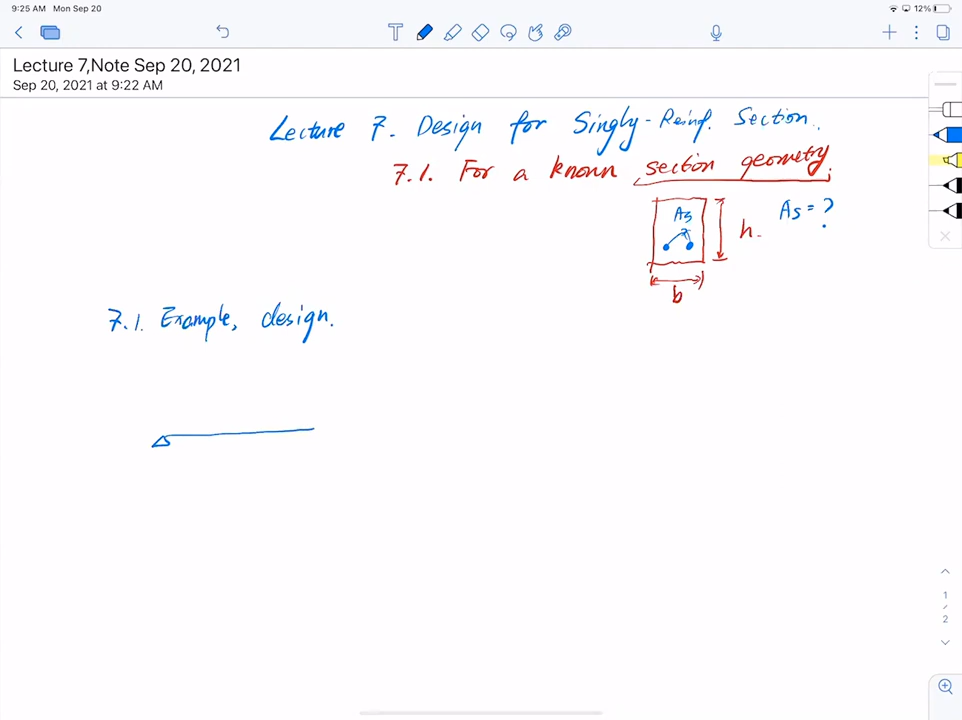 9:25 AM Mon Sep 20
12%
Lecture 7,Note Sep 20, 2021
Sep 20, 2021 at 9:22 AM
Lecture 7. Design for Singly-Reinf. Section.
7.1. For a known section geometry.
As
As = ?
h.
b
7.1. Example, design.
1
/
2